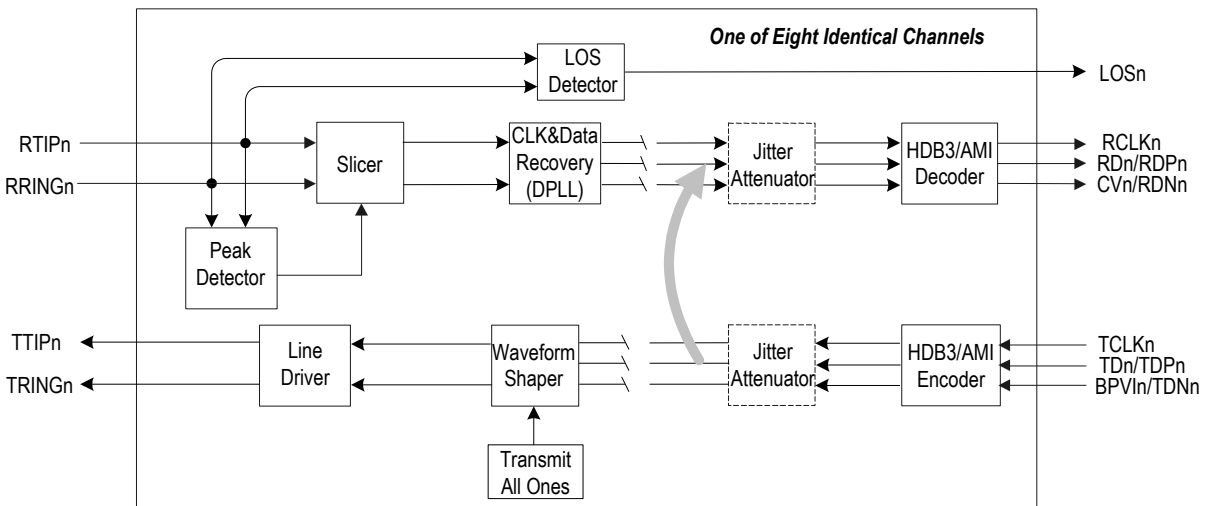 One of Eight Identical Channels
LOS
Detector
LOSn
RTIPn
RRINGn
Slicer
CLK&Data
Recovery
(DPLL)
Jitter
Attenuator
HDB3/AMI
Decoder
RCLKn
RDn/RDPn
CVn/RDNn
Peak
Detector
TTIPn
TRINGn
Line
Driver
Waveform
Shaper
Jitter
Attenuator
HDB3/AMI
Encoder
TCLKn
TDn/TDPn
BPVIn/TDNn
Transmit
All Ones